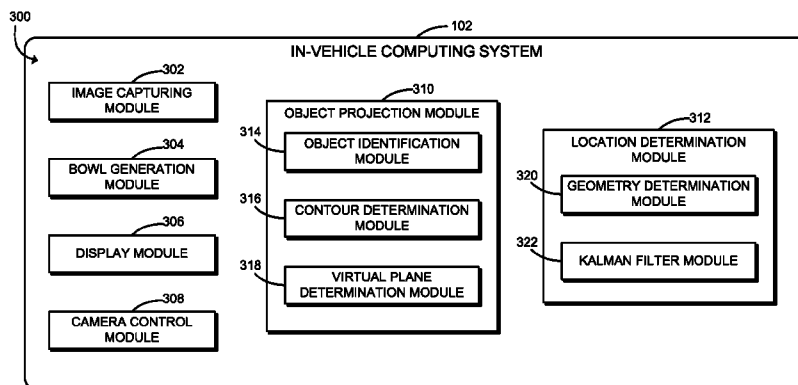 300
102
IN-VEHICLE COMPUTING SYSTEM
302
IMAGE CAPTURING
MODULE
304
BOWL GENERATION
MODULE
306
DISPLAY MODULE
308
CAMERA CONTROL
MODULE
310
OBJECT PROJECTION MODULE
314
OBJECT IDENTIFICATION
MODULE
316
CONTOUR DETERMINATION
MODULE
318
VIRTUAL PLANE
DETERMINATION MODULE
312
LOCATION DETERMINATION
MODULE
320
GEOMETRY DETERMINATION
MODULE
322
KALMAN FILTER MODULE